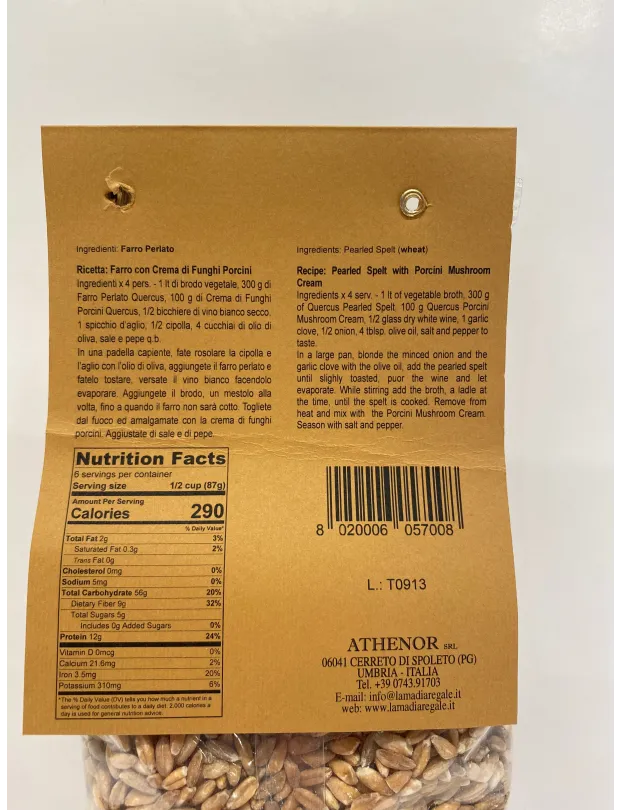 Ingredienti: Farro Perlato
Ricetta: Farro con Crema di Funghi Porcini
Ingredienti x 4 pers. - 1 lt di brodo vegetale, 300 g di
Farro Perlato Quercus, 100 g di Crema di Funghi
Porcini Quercus, 1/2 bicchiere di vino bianco secco,
1 spicchio d'aglio, 1/2 cipolla, 4 cucchiai di olio di
oliva, sale e pepe q.b.
In una padella capiente, fate rosolare la cipolla e
l'aglio con l'olio di oliva, aggiungete il farro perlato e
fatelo tostare, versate il vino bianco facendolo
evaporare. Aggiungete il brodo, un mestolo alla
volta, fino a quando il farro non sarà cotto. Togliete
dal fuoco ed amalgamate con la crema di funghi
porcini. Aggiustate di sale e di pepe.
Ingredients: Pearled Spelt (wheat)
Recipe: Pearled Spelt with Porcini Mushroom
Cream
Ingredients x 4 serv. - 1 lt of vegetable broth, 300 g
of Quercus Pearled Spelt, 100 g Quercus Porcini
Mushroom Cream, 1/2 glass dry white wine, 1 garlic
clove, 1/2 onion, 4 tblsp. olive oil, salt and pepper to
taste.
In a large pan, blonde the minced onion and the
garlic clove with the olive oil, add the pearled spelt
until slighly toasted, puor the wine and let
evaporate. While stirring add the broth, a ladle at
the time, until the spelt is cooked. Remove from
heat and mix with the Porcini Mushroom Cream.
Season with salt and pepper.
Nutrition Facts
6 servings per container
Serving size 1/2 cup (87g)
Amount Per Serving
Calories 290
% Daily Value*
Total Fat 2g 3%
Saturated Fat 0.3g 2%
Trans Fat 0g
Cholesterol 0mg 0%
Sodium 5mg 0%
Total Carbohydrate 56g 20%
Dietary Fiber 9g 32%
Total Sugars 5g
Includes 0g Added Sugars 0%
Protein 12g 24%
Vitamin D 0mcg 0%
Calcium 21.6mg 2%
Iron 3.5mg 20%
Potassium 310mg 6%
*The % Daily Value (DV) tells you how much a nutrient in a
serving of food contributes to a daily diet. 2,000 calories a
day is used for general nutrition advice.
8 020006 057008
L.: T0913
ATHENOR SRL
06041 CERRETO DI SPOLETO (PG)
UMBRIA - ITALIA
Tel. +39 0743.91703
E-mail: info@lamadiaregale.it
web: www.lamadiaregale.it